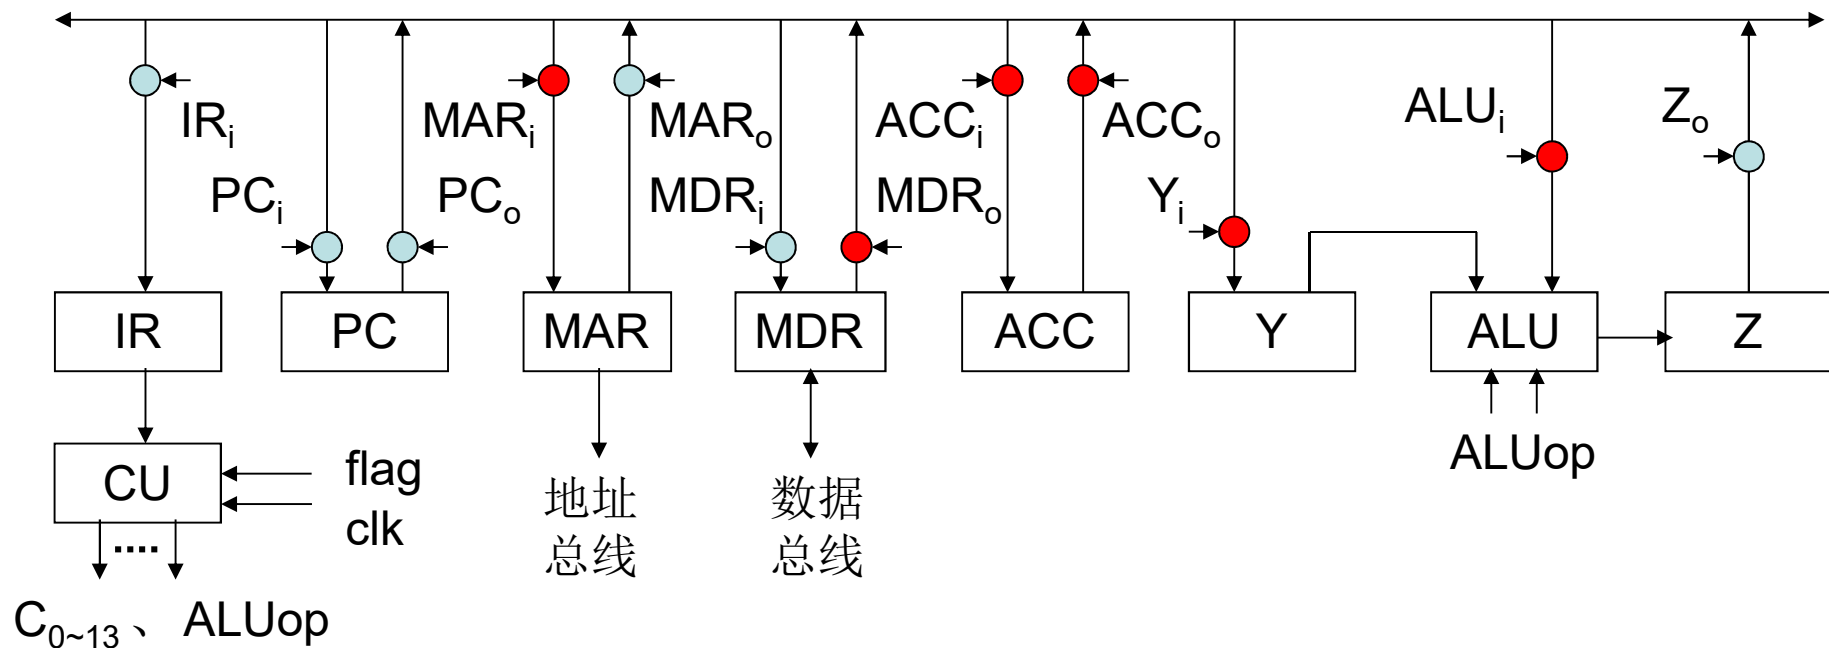 IRi
MARi
MARo
ACCi
ACCo
ALUi
Zo
PCi
PCo
MDRi
MDRo
Yi
IR
PC
MAR
MDR
ACC
Y
ALU
Z
CU
flag
clk
地址
总线
数据
总线
ALUop
....
C0~13、 ALUop